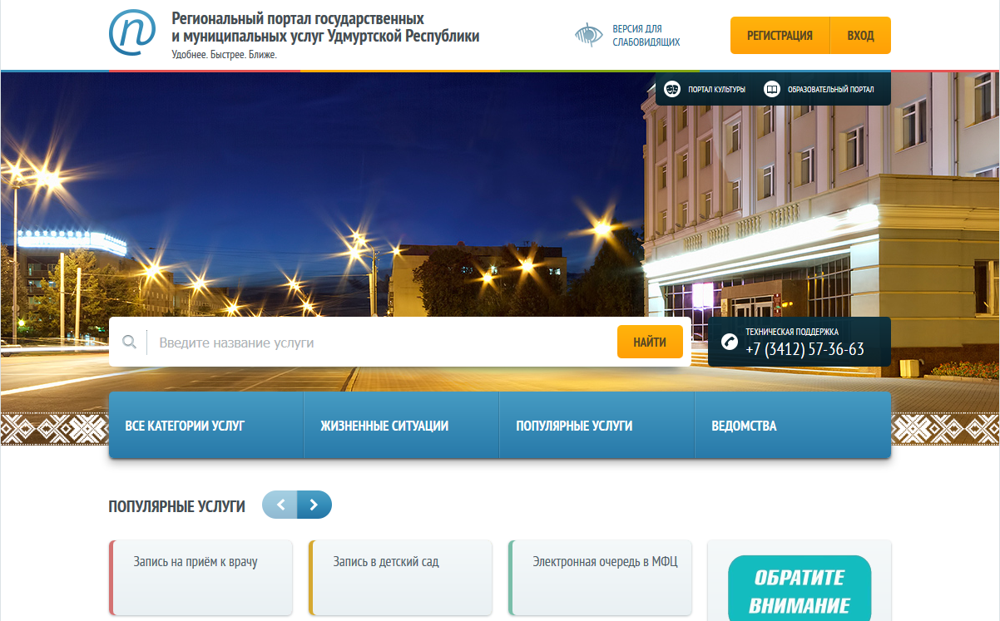 Региональный портал государственных
и муниципальных услуг Удмуртской Республики
Удобнее. Быстрее. Ближе.
ВЕРСИЯ ДЛЯ
СЛАБОВИДЯЩИХ
РЕГИСТРАЦИЯ
ВХОД
ПОРТАЛ КУЛЬТУРЫ
ОБРАЗОВАТЕЛЬНЫЙ ПОРТАЛ
Введите название услуги
НАЙТИ
ТЕХНИЧЕСКАЯ ПОДДЕРЖКА
+7 (3412) 57-36-63
ВСЕ КАТЕГОРИИ УСЛУГ
ЖИЗНЕННЫЕ СИТУАЦИИ
ПОПУЛЯРНЫЕ УСЛУГИ
ВЕДОМСТВА
ПОПУЛЯРНЫЕ УСЛУГИ
Запись на приём к врачу
Запись в детский сад
Электронная очередь в МФЦ
ОБРАТИТЕ
ВНИМАНИЕ